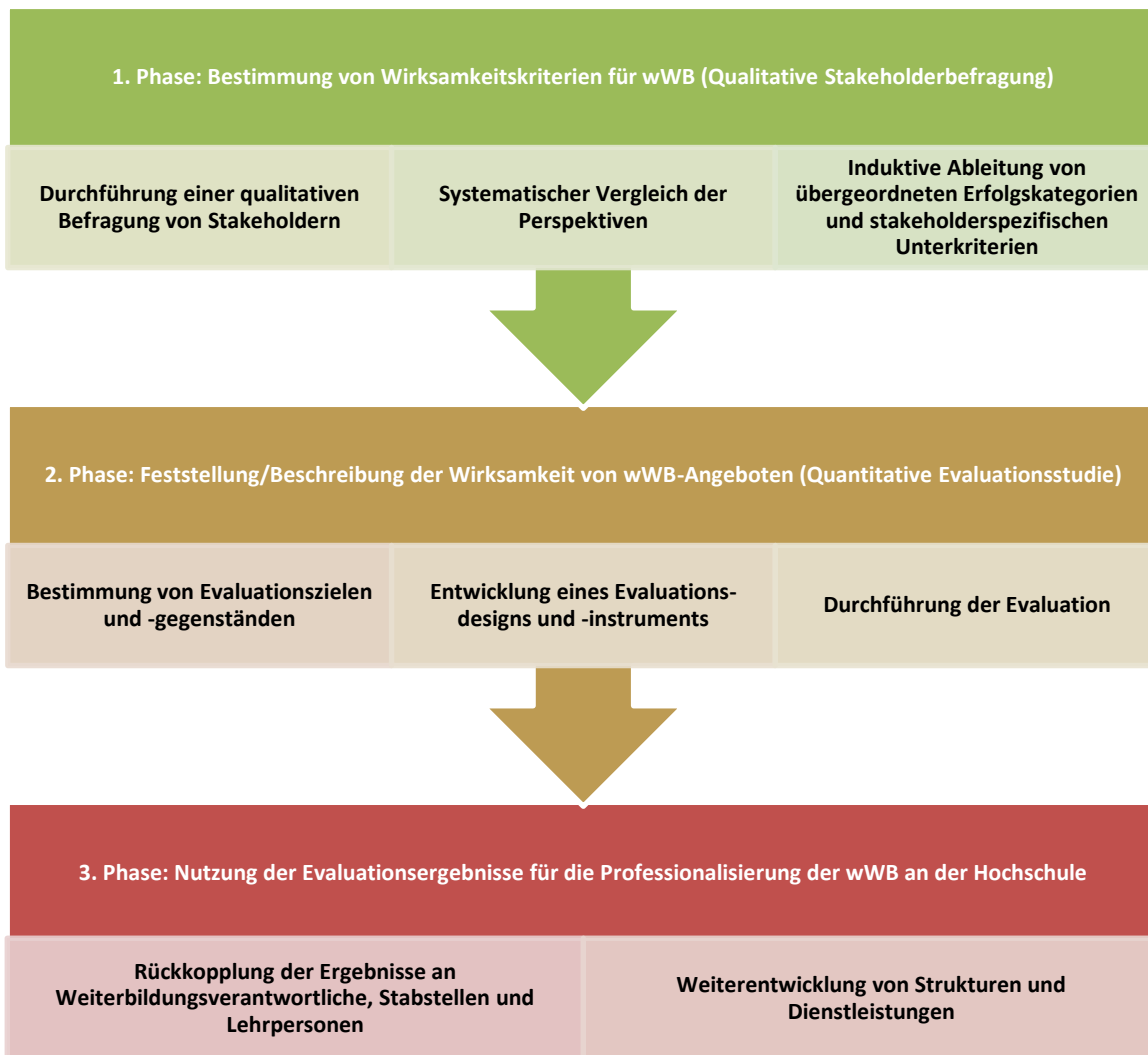 1. Phase: Bestimmung von Wirksamkeitskriterien für wWB (Qualitative Stakeholderbefragung)
Durchführung einer qualitativen
Befragung von Stakeholdern
Systematischer Vergleich der
Perspektiven
Induktive Ableitung von
übergeordneten Erfolgskategorien
und stakeholderspezifischen
Unterkriterien
2. Phase: Feststellung/Beschreibung der Wirksamkeit von wWB-Angeboten (Quantitative Evaluationsstudie)
Bestimmung von Evaluationszielen
und -gegenständen
Entwicklung eines Evaluations-
designs und -instruments
Durchführung der Evaluation
3. Phase: Nutzung der Evaluationsergebnisse für die Professionalisierung der wWB an der Hochschule
Rückkopplung der Ergebnisse an
Weiterbildungsverantwortliche, Stabstellen und
Lehrpersonen
Weiterentwicklung von Strukturen und
Dienstleistungen